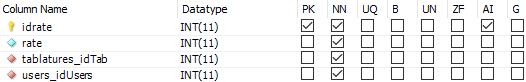 Column Name Datatype PK NN UQ B UN ZF AI G
idrate INT(11)
rate INT(11)
tablatures_idTab INT(11)
users_idUsers INT(11)